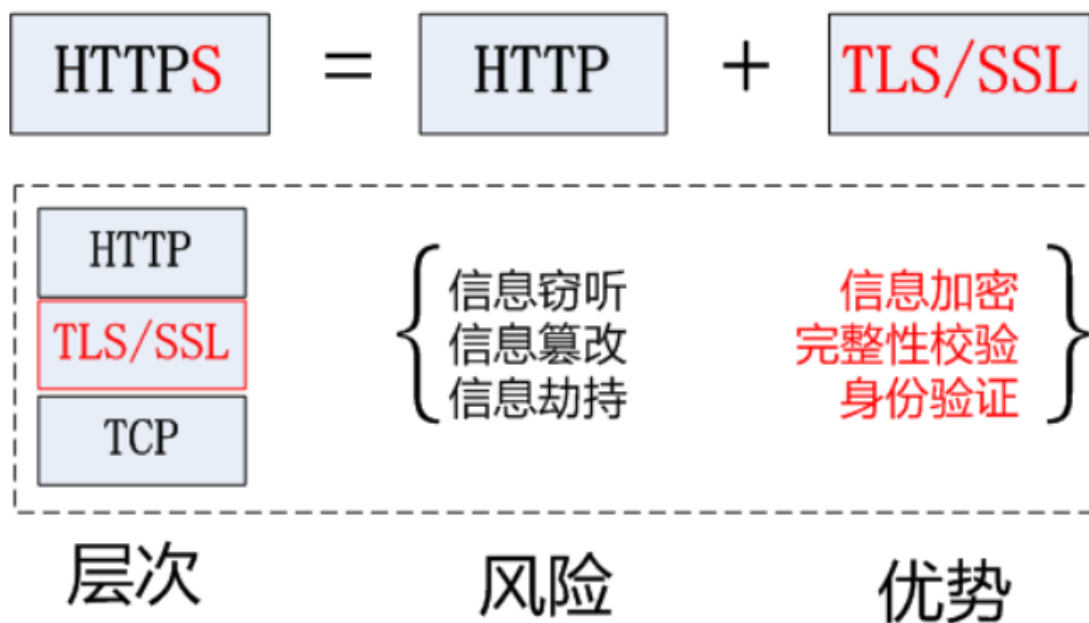 HTTPS = HTTP + TLS/SSL
HTTP
TLS/SSL
TCP
信息窃听
信息篡改
信息劫持
信息加密
完整性校验
身份验证
层次
风险
优势